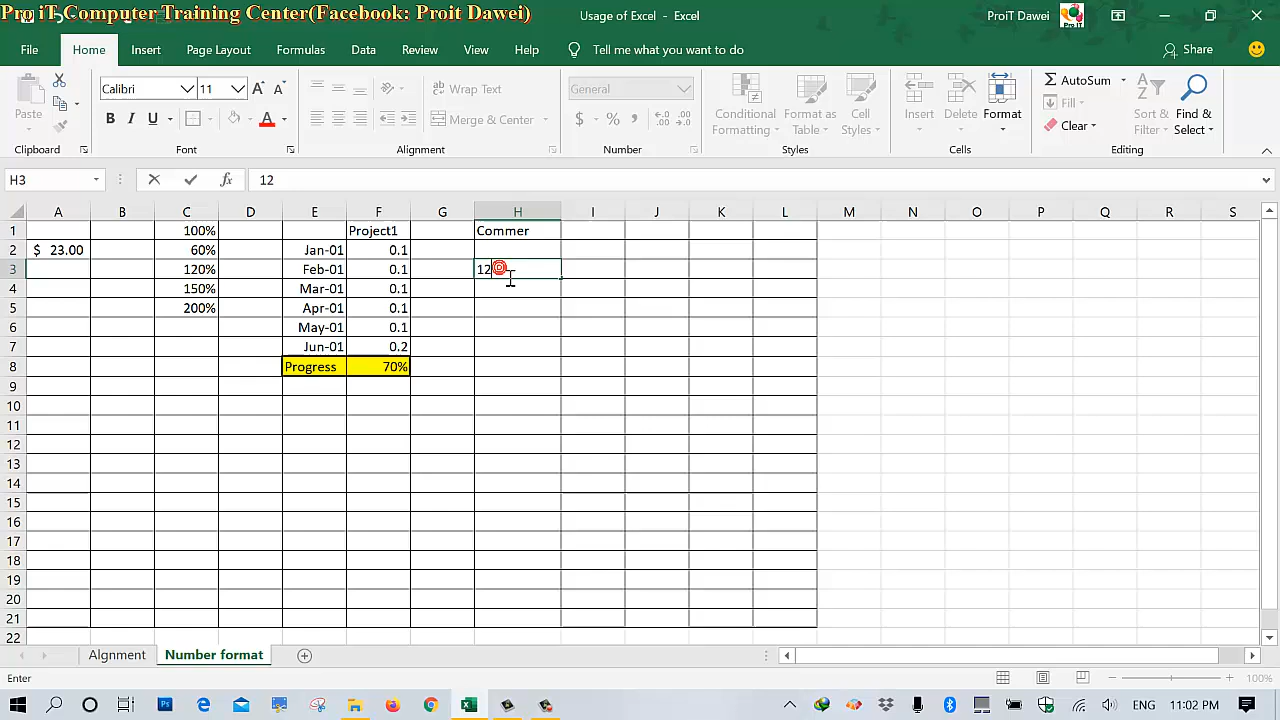 Pro iT Computer Training Center(Facebook: Proit Dawei)
Usage of Excel - Excel
ProiT Dawei
File Home Insert Page Layout Formulas Data Review View Help Tell me what you want to do Share
Paste
Calibri 11
Wrap Text
General
Conditional Formatting
Format as Table
Cell Styles
Insert
Delete
Format
AutoSum
Fill
Clear
Sort & Filter
Find & Select
B I U A
Merge & Center
$ % ,
Clipboard Font Alignment Number Styles Cells Editing
H3 fx 12
A B C D E F G H I J K L M N O P Q R S
1 100% Project1 Commer
2 $ 23.00 60% Jan-01 0.1
3 120% Feb-01 0.1 12
4 150% Mar-01 0.1
5 200% Apr-01 0.1
6 May-01 0.1
7 Jun-01 0.2
8 Progress 70%
9
10
11
12
13
14
15
16
17
18
19
20
21
22
Algnment Number format
Enter 100%
ENG 11:02 PM